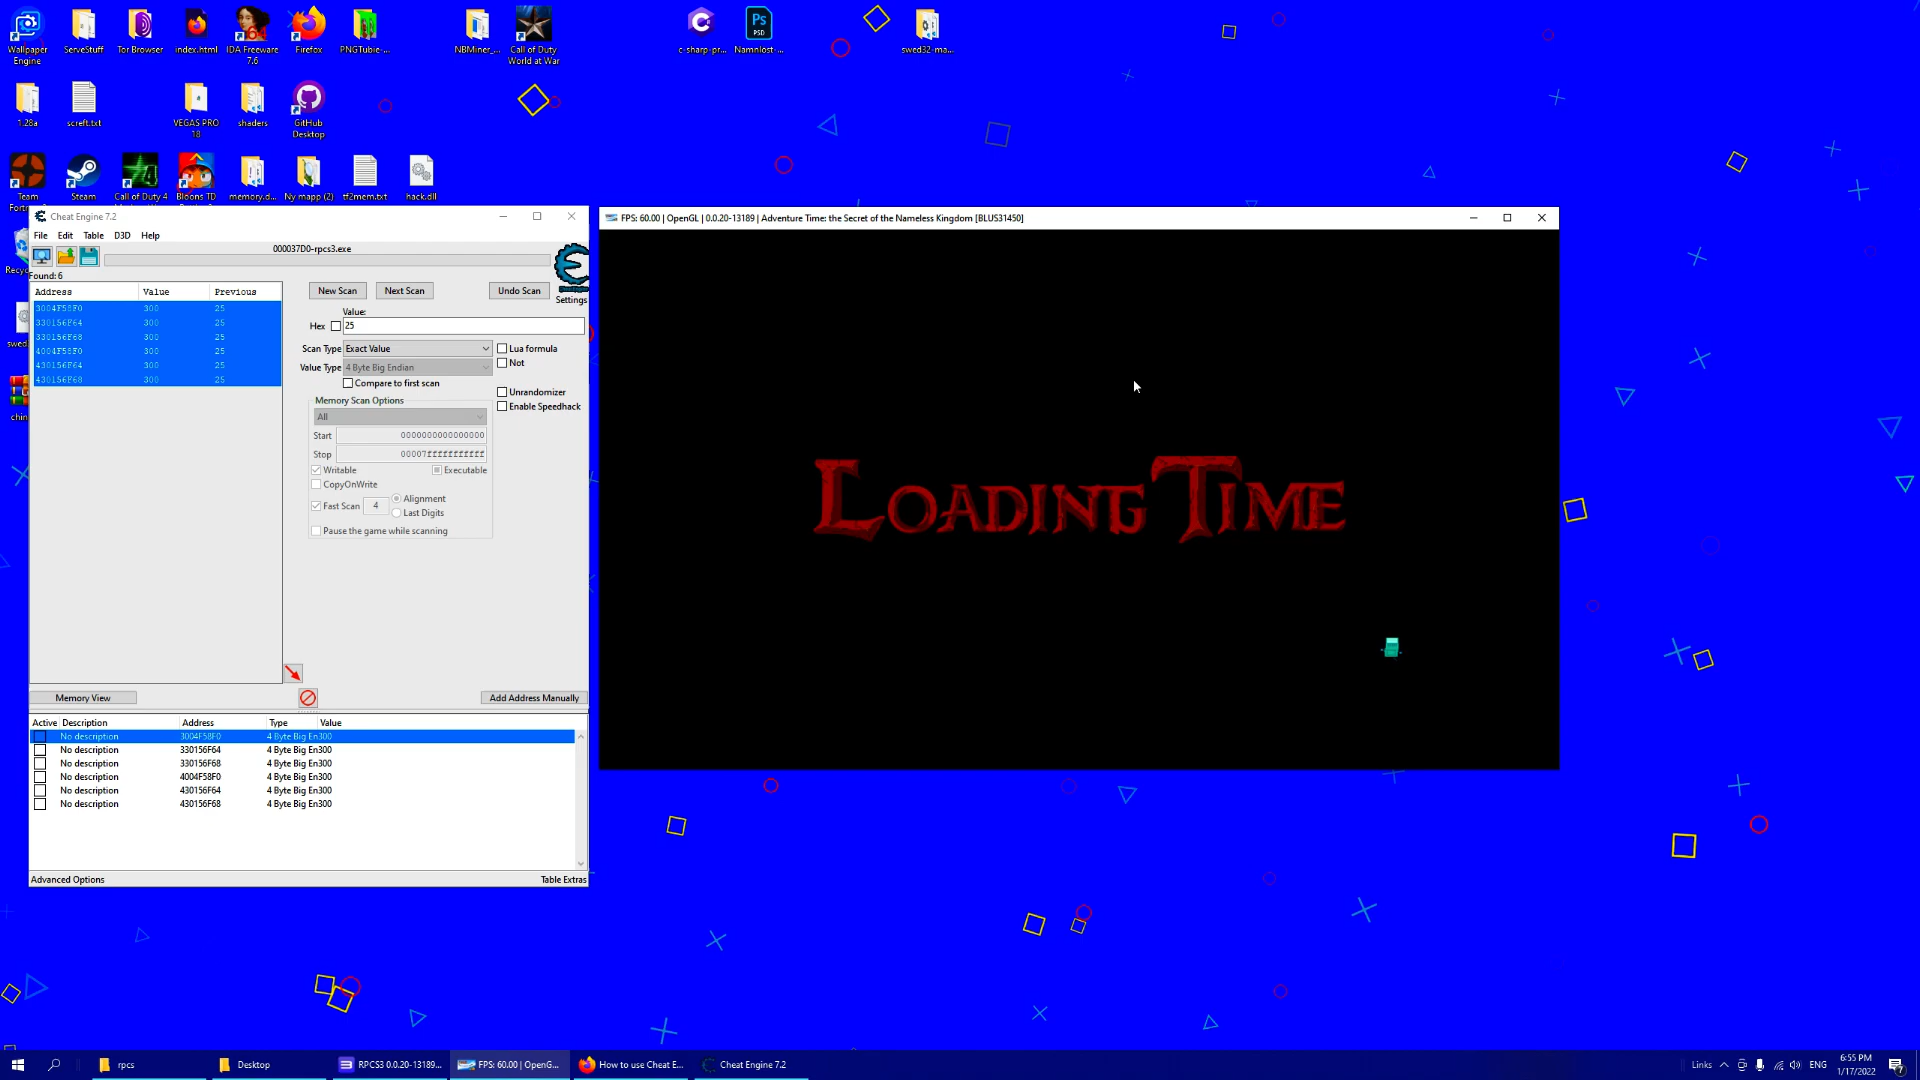 Wallpaper Engine
ServeStuff
Tor Browser
index.html
IDA Freeware 7.6
Firefox
PNGTubie-...
NBMiner_...
Call of Duty World at War
c-sharp-pr...
Namnlöst-...
swed32-ma...
1.28a
screft.txt
VEGAS PRO 18
shaders
GitHub Desktop
Team Fortr...
Steam
Call of Duty 4
Bloons TD
memory.d...
Ny mapp (2)
tf2mem.txt
hack.dll
Cheat Engine 7.2
File Edit Table D3D Help
000037D0-rpcs3.exe
Found: 6
Address Value Previous
3004F58F0 300 25
330156F64 300 25
330156F68 300 25
4004F58F0 300 25
430156F64 300 25
430156F68 300 25
New Scan Next Scan Undo Scan
Settings
Value:
Hex 25
Scan Type Exact Value
Lua formula
Not
Value Type 4 Byte Big Endian
Compare to first scan
Unrandomizer
Enable Speedhack
Memory Scan Options
All
Start 0000000000000000
Stop 00007fffffffffff
Writable Executable
CopyOnWrite
Fast Scan 4 Alignment
Last Digits
Pause the game while scanning
Memory View
Add Address Manually
Active Description Address Type Value
No description 3004F58F0 4 Byte Big En300
No description 330156F64 4 Byte Big En300
No description 330156F68 4 Byte Big En300
No description 4004F58F0 4 Byte Big En300
No description 430156F64 4 Byte Big En300
No description 430156F68 4 Byte Big En300
Advanced Options Table Extras
FPS: 60.00 | OpenGL | 0.0.20-13189 | Adventure Time: the Secret of the Nameless Kingdom [BLUS31450]
LOADING TIME
rpcs
Desktop
RPCS3 0.0.20-13189...
FPS: 60.00 | OpenG...
How to use Cheat E...
Cheat Engine 7.2
Links
ENG
6:55 PM
1/17/2022